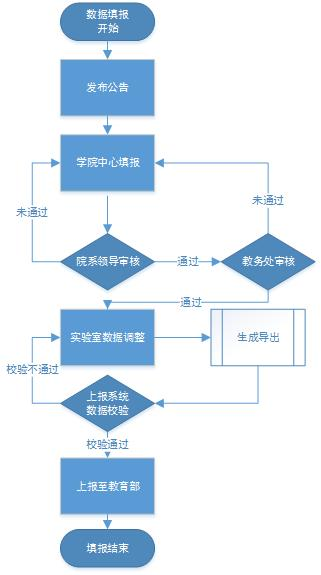 数据填报
开始
发布公告
学院中心填报
未通过
未通过
院系领导审核
通过
教务处审核
通过
实验室数据调整
生成导出
校验不通过
上报系统
数据校验
校验通过
上报至教育部
填报结束